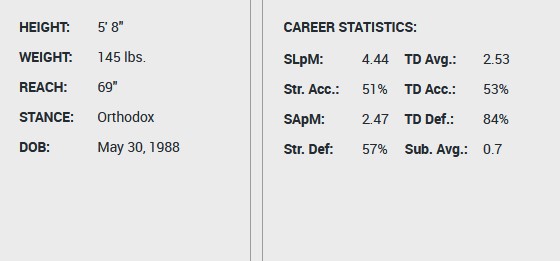 HEIGHT: 5' 8"
WEIGHT: 145 lbs.
REACH: 69"
STANCE: Orthodox
DOB: May 30, 1988
CAREER STATISTICS:
SLpM: 4.44 TD Avg.: 2.53
Str. Acc.: 51% TD Acc.: 53%
SApM: 2.47 TD Def.: 84%
Str. Def: 57% Sub. Avg.: 0.7